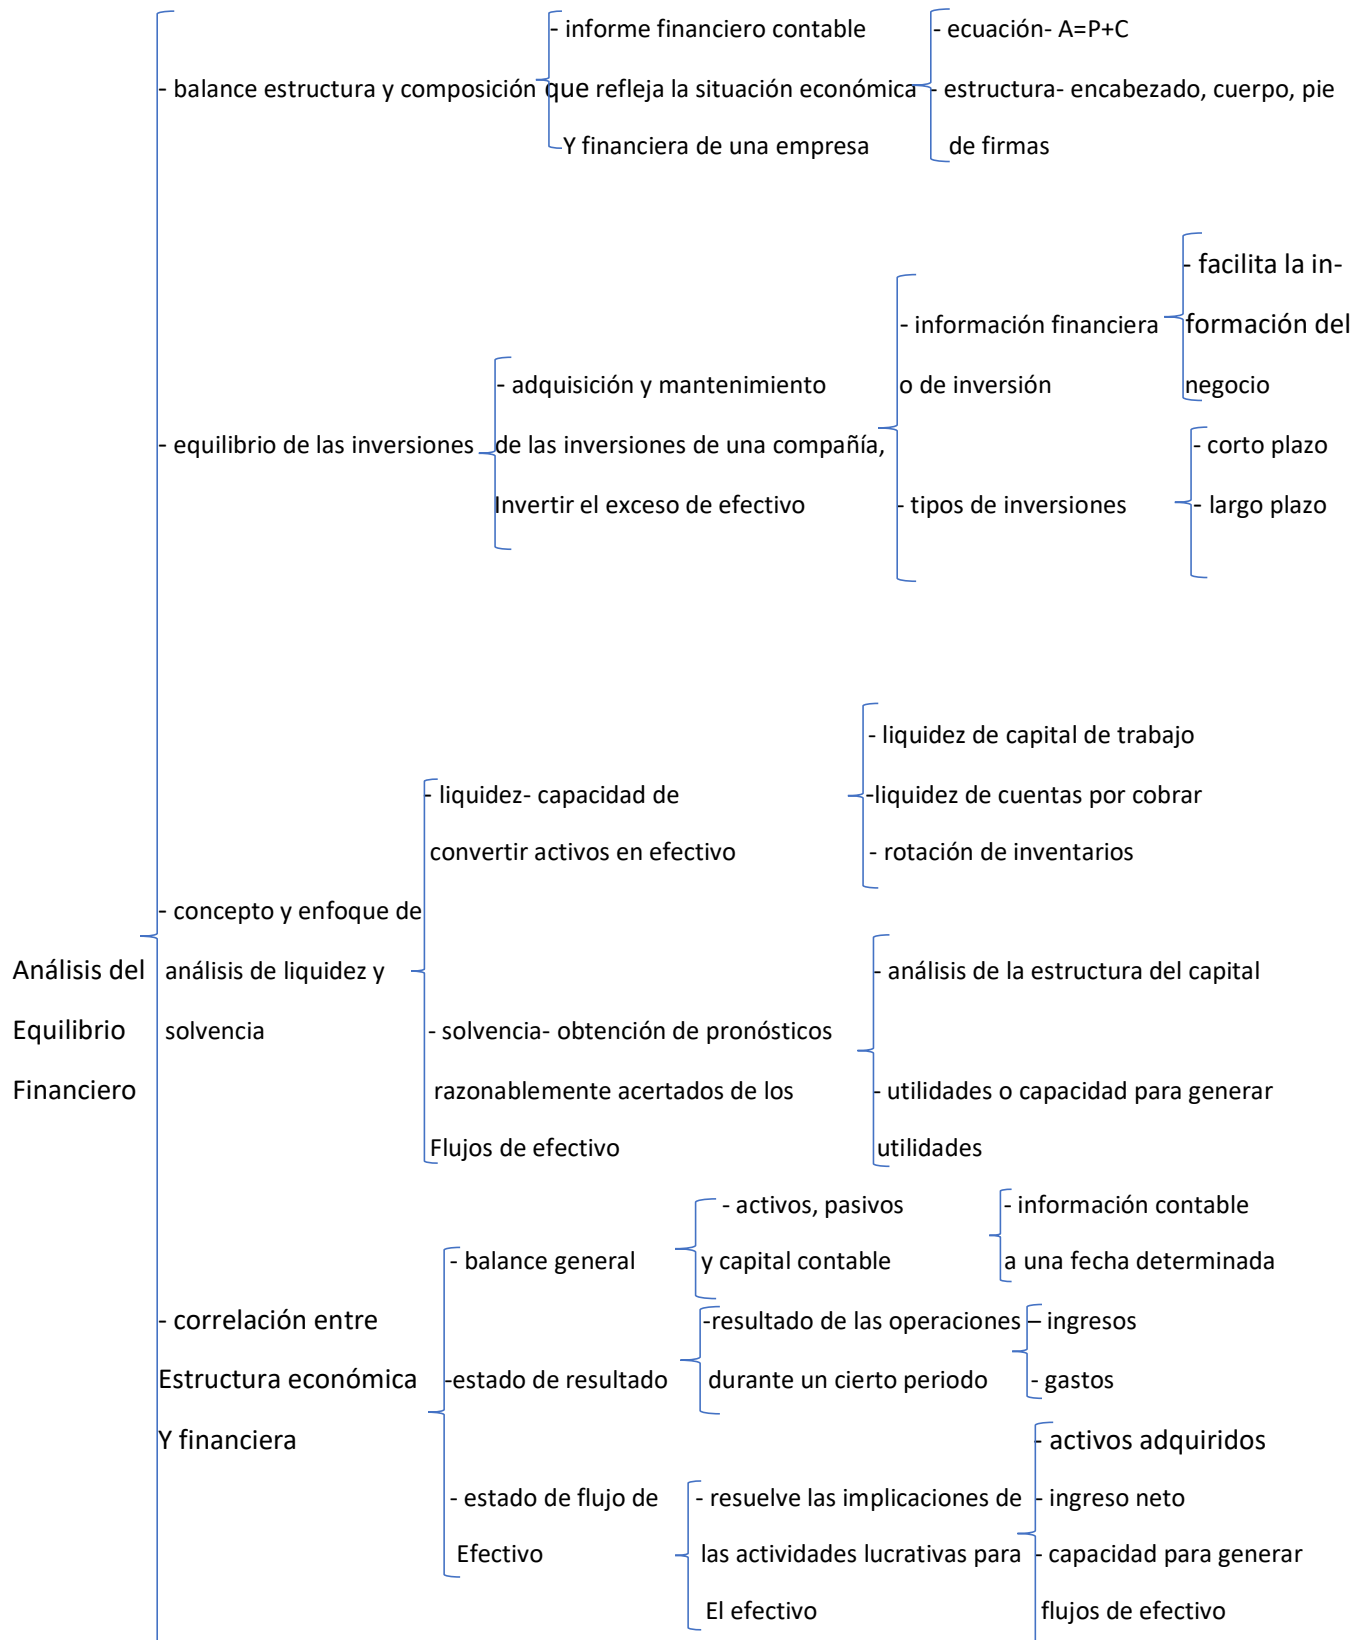 Análisis del
Equilibrio
Financiero
- balance estructura y composición
- informe financiero contable
que refleja la situación económica
Y financiera de una empresa
- ecuación- A=P+C
- estructura- encabezado, cuerpo, pie
de firmas
- equilibrio de las inversiones
- adquisición y mantenimiento
de las inversiones de una compañía,
Invertir el exceso de efectivo
- información financiera
o de inversión
- facilita la in-
formación del
negocio
- tipos de inversiones
- corto plazo
- largo plazo
- concepto y enfoque de
análisis de liquidez y
solvencia
- liquidez- capacidad de
convertir activos en efectivo
- liquidez de capital de trabajo
-liquidez de cuentas por cobrar
- rotación de inventarios
- solvencia- obtención de pronósticos
razonablemente acertados de los
Flujos de efectivo
- análisis de la estructura del capital
- utilidades o capacidad para generar
utilidades
- correlación entre
Estructura económica
Y financiera
- balance general
- activos, pasivos
y capital contable
- información contable
a una fecha determinada
-estado de resultado
-resultado de las operaciones
durante un cierto periodo
– ingresos
- gastos
- estado de flujo de
Efectivo
- resuelve las implicaciones de
las actividades lucrativas para
El efectivo
- activos adquiridos
- ingreso neto
- capacidad para generar
flujos de efectivo